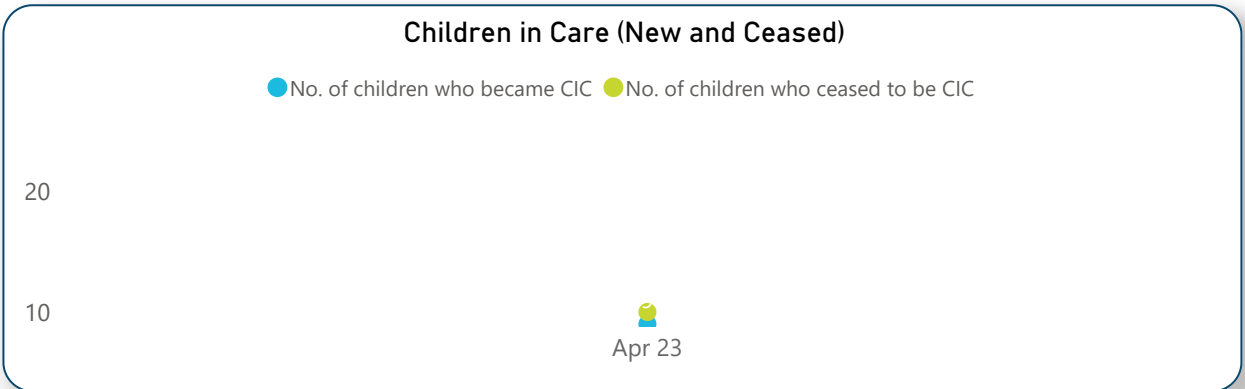 Children in Care (New and Ceased)
No. of children who became CIC No. of children who ceased to be CIC
20
10
Apr 23